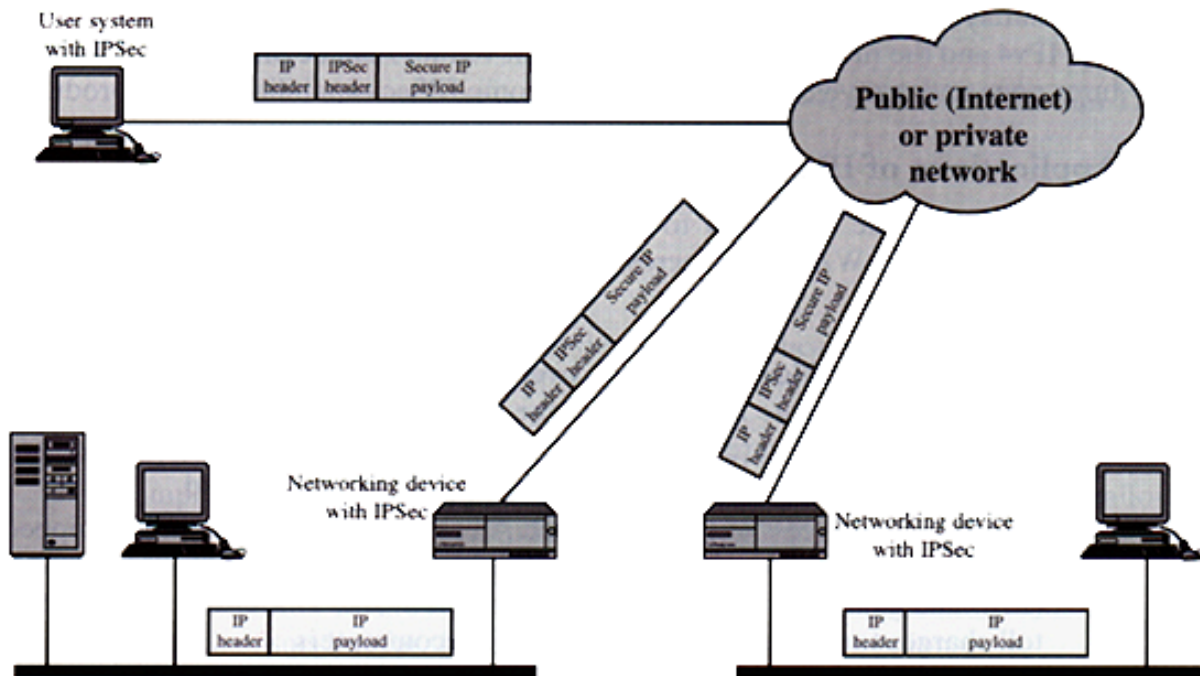 User system
with IPSec
IP
header
IPSec
header
Secure IP
payload
Public (Internet)
or private
network
IP
header
IPSec
header
Secure IP
payload
IP
header
IPSec
header
Secure IP
payload
Networking device
with IPSec
Networking device
with IPSec
IP
header
IP
payload
IP
header
IP
payload